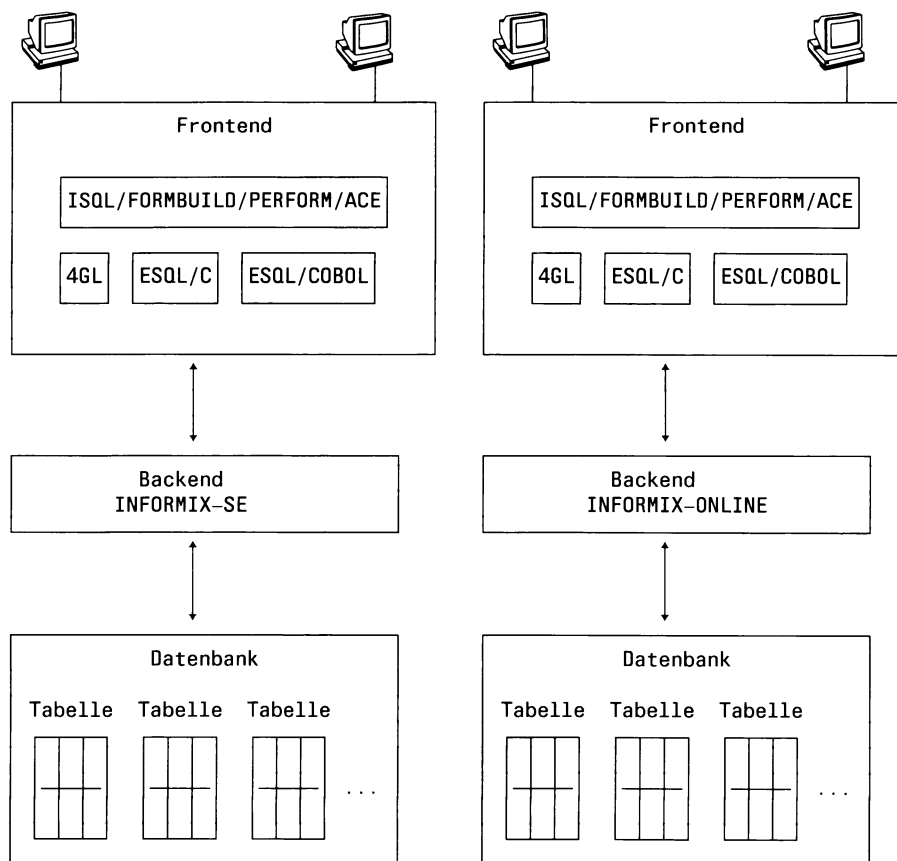 Frontend
ISQL/FORMBUILD/PERFORM/ACE
4GL
ESQL/C
ESQL/COBOL
Backend
INFORMIX–SE
Datenbank
Tabelle Tabelle Tabelle
...
Frontend
ISQL/FORMBUILD/PERFORM/ACE
4GL
ESQL/C
ESQL/COBOL
Backend
INFORMIX–ONLINE
Datenbank
Tabelle Tabelle Tabelle
...